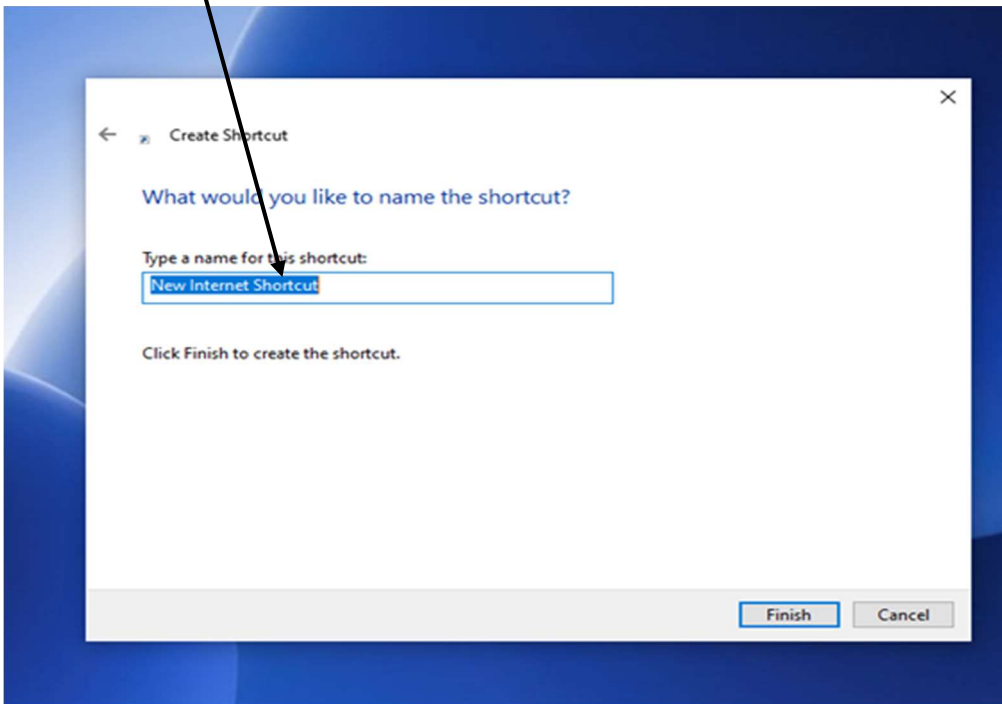 Create Shortcut
What would you like to name the shortcut?
Type a name for this shortcut:
New Internet Shortcut
Click Finish to create the shortcut.
Finish Cancel